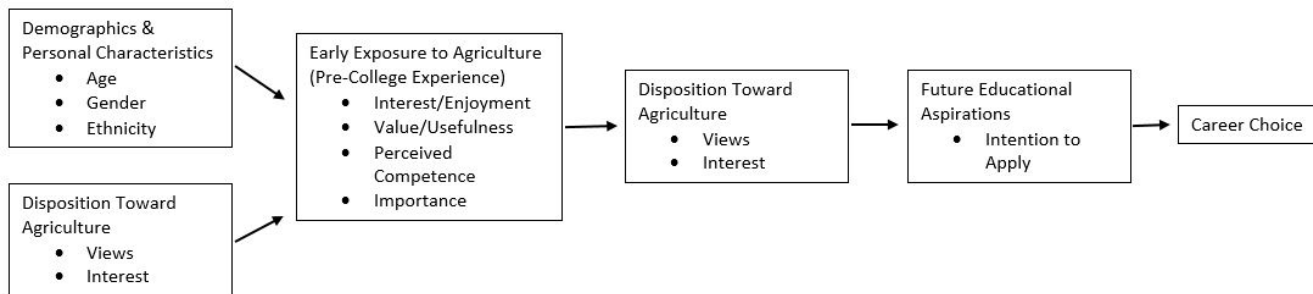 Demographics &
Personal Characteristics
• Age
• Gender
• Ethnicity
Disposition Toward
Agriculture
• Views
• Interest
Early Exposure to Agriculture
(Pre-College Experience)
• Interest/Enjoyment
• Value/Usefulness
• Perceived
Competence
• Importance
Disposition Toward
Agriculture
• Views
• Interest
Future Educational
Aspirations
• Intention to
Apply
Career Choice